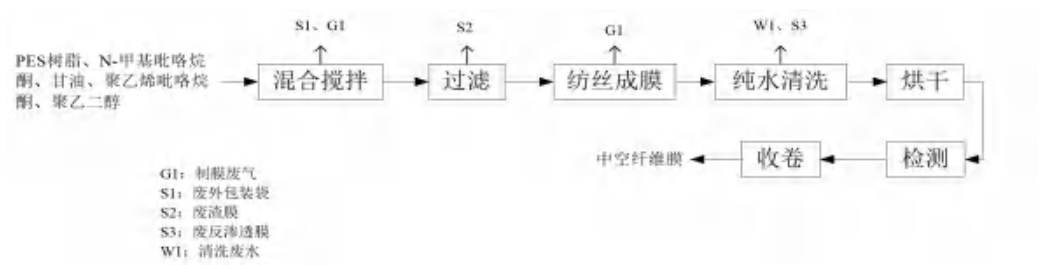 S1、G1
S2
G1
W1、S3
PES树脂、N-甲基吡咯烷
酮、甘油、聚乙烯吡咯烷
酮、聚乙二醇
混合搅拌
过滤
纺丝成膜
纯水清洗
烘干
中空纤维膜
收卷
检测
G1：制膜废气
S1：废外包装袋
S2：废渣膜
S3：废反渗透膜
W1：清洗废水